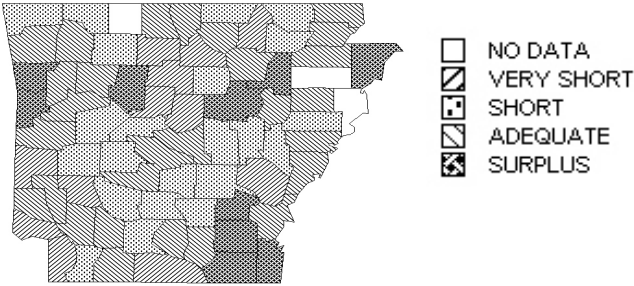 NO DATA
VERY SHORT
SHORT
ADEQUATE
SURPLUS